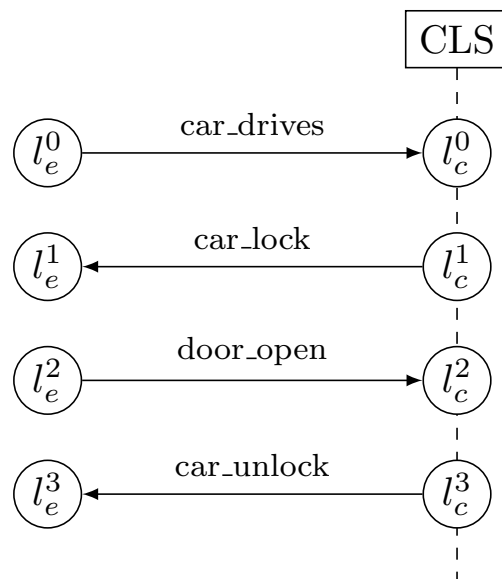 CLS
car_drives
l_e^0 l_c^0
car_lock
l_e^1 l_c^1
door_open
l_e^2 l_c^2
car_unlock
l_e^3 l_c^3